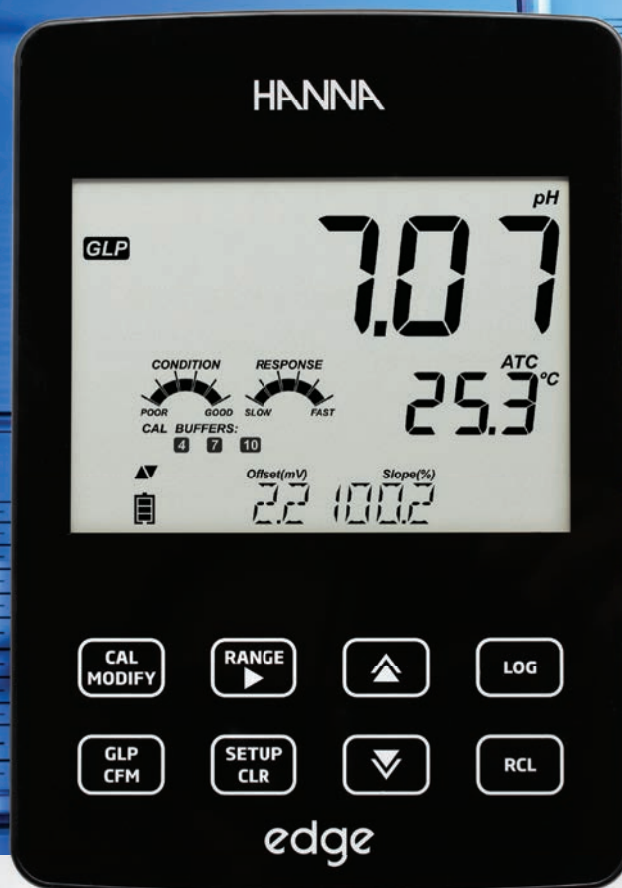 HANNA
pH
GLP
7.07
CONDITION RESPONSE
ATC
25.3 °C
POOR GOOD SLOW FAST
CAL BUFFERS:
4 7 10
Offset(mV) Slope(%)
2.2 100.2
CAL MODIFY
RANGE
LOG
GLP CFM
SETUP CLR
RCL
edge